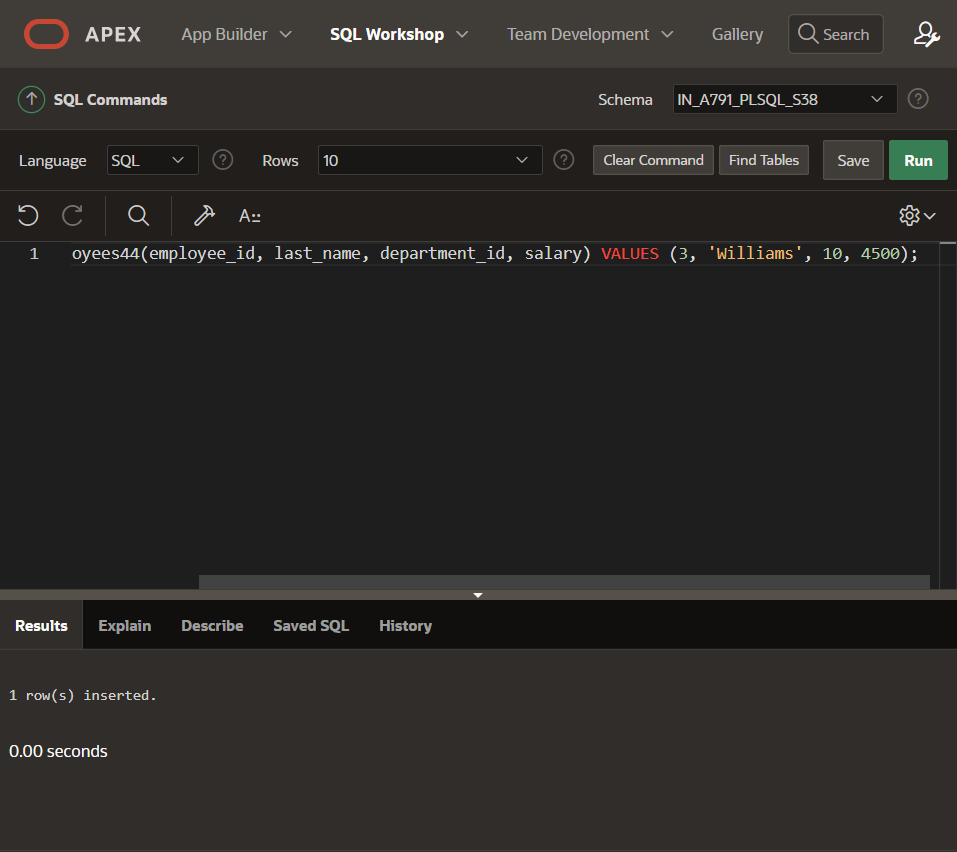 APEX App Builder SQL Workshop Team Development Gallery Search
SQL Commands Schema IN_A791_PLSQL_S38 ?
Language SQL ? Rows 10 ? Clear Command Find Tables Save Run
A::
1 oyees44(employee_id, last_name, department_id, salary) VALUES (3, 'Williams', 10, 4500);
Results Explain Describe Saved SQL History
1 row(s) inserted.
0.00 seconds